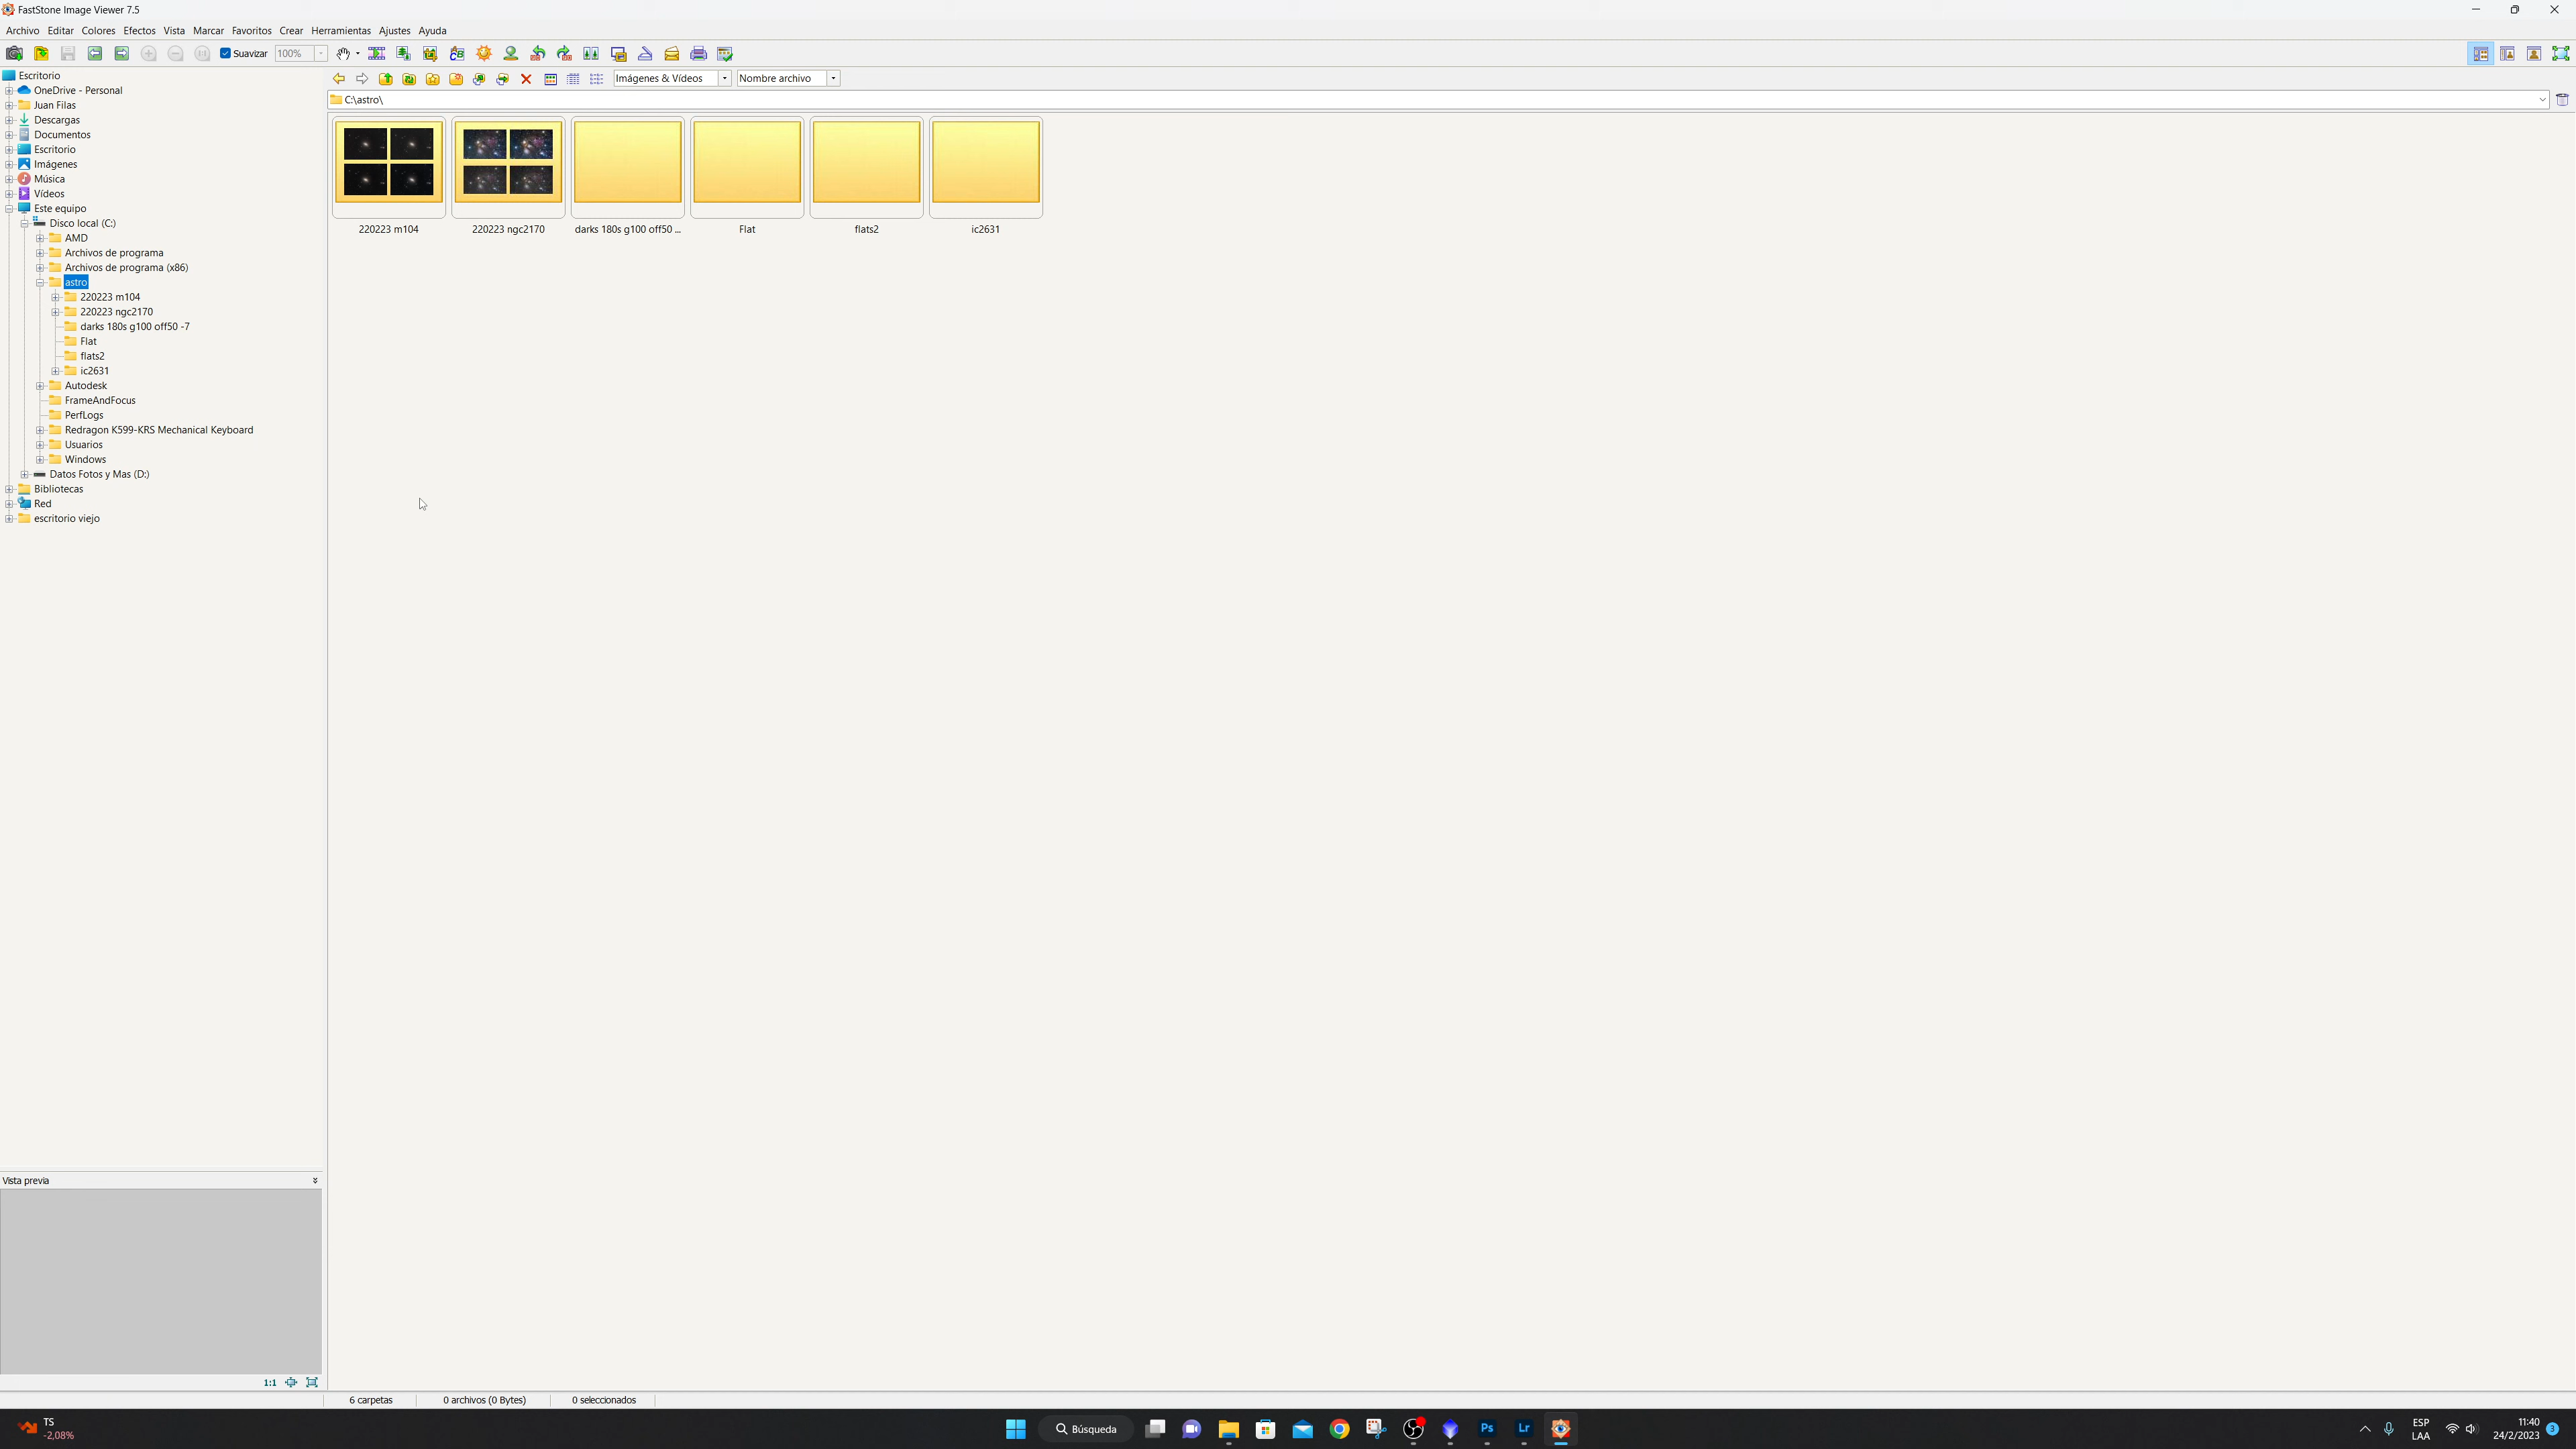 FastStone Image Viewer 7.5
Archivo Editar Colores Efectos Vista Marcar Favoritos Crear Herramientas Ajustes Ayuda
Suavizar 100%
Escritorio
OneDrive - Personal
Juan Filas
Descargas
Documentos
Escritorio
Imágenes
Música
Vídeos
Este equipo
Disco local (C:)
AMD
Archivos de programa
Archivos de programa (x86)
astro
220223 m104
220223 ngc2170
darks 180s g100 off50 -7
Flat
flats2
ic2631
Autodesk
FrameAndFocus
PerfLogs
Redragon K599-KRS Mechanical Keyboard
Usuarios
Windows
Datos Fotos y Mas (D:)
Bibliotecas
Red
escritorio viejo
Imágenes & Vídeos Nombre archivo
C:\astro\
220223 m104 220223 ngc2170 darks 180s g100 off50 ... Flat flats2 ic2631
Vista previa
1:1
6 carpetas 0 archivos (0 Bytes) 0 seleccionados
TS
-2,08%
Búsqueda
Ps Lr
ESP
LAA
11:40
24/2/2023
3